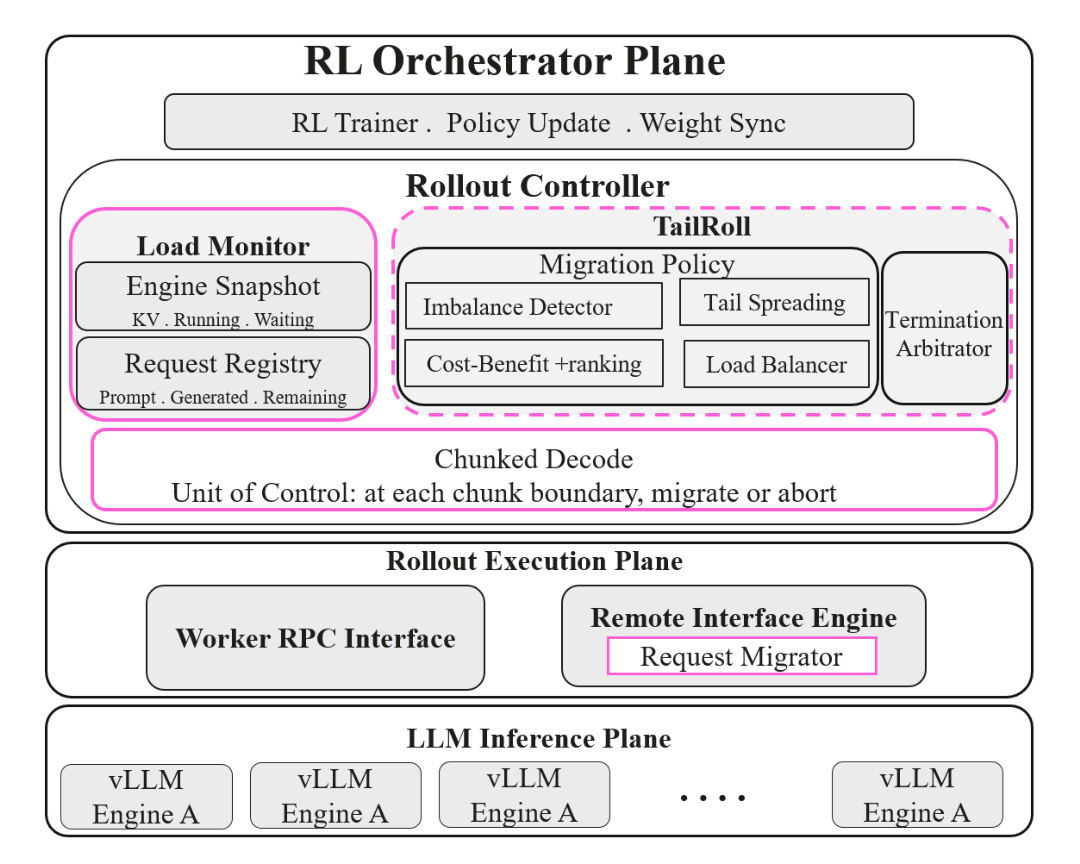 RL Orchestrator Plane
RL Trainer . Policy Update . Weight Sync
Rollout Controller
Load Monitor
Engine Snapshot
KV . Running . Waiting
Request Registry
Prompt . Generated . Remaining
TailRoll
Migration Policy
Imbalance Detector
Tail Spreading
Cost-Benefit +ranking
Load Balancer
Termination
Arbitrator
Chunked Decode
Unit of Control: at each chunk boundary, migrate or abort
Rollout Execution Plane
Worker RPC Interface
Remote Interface Engine
Request Migrator
LLM Inference Plane
vLLM
Engine A
vLLM
Engine A
vLLM
Engine A
. . . .
vLLM
Engine A